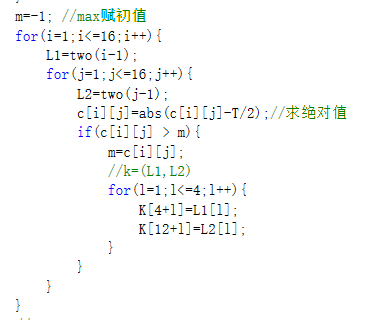 m=-1; //max赋初值
for(i=1;i<=16;i++){
L1=two(i-1);
for(j=1;j<=16;j++){
L2=two(j-1);
c[i][j]=abs(c[i][j]-T/2);//求绝对值
if(c[i][j] > m){
m=c[i][j];
//k=(L1,L2)
for(l=1;l<=4;l++){
K[4+l]=L1[l];
K[12+l]=L2[l];
}
}
}
}